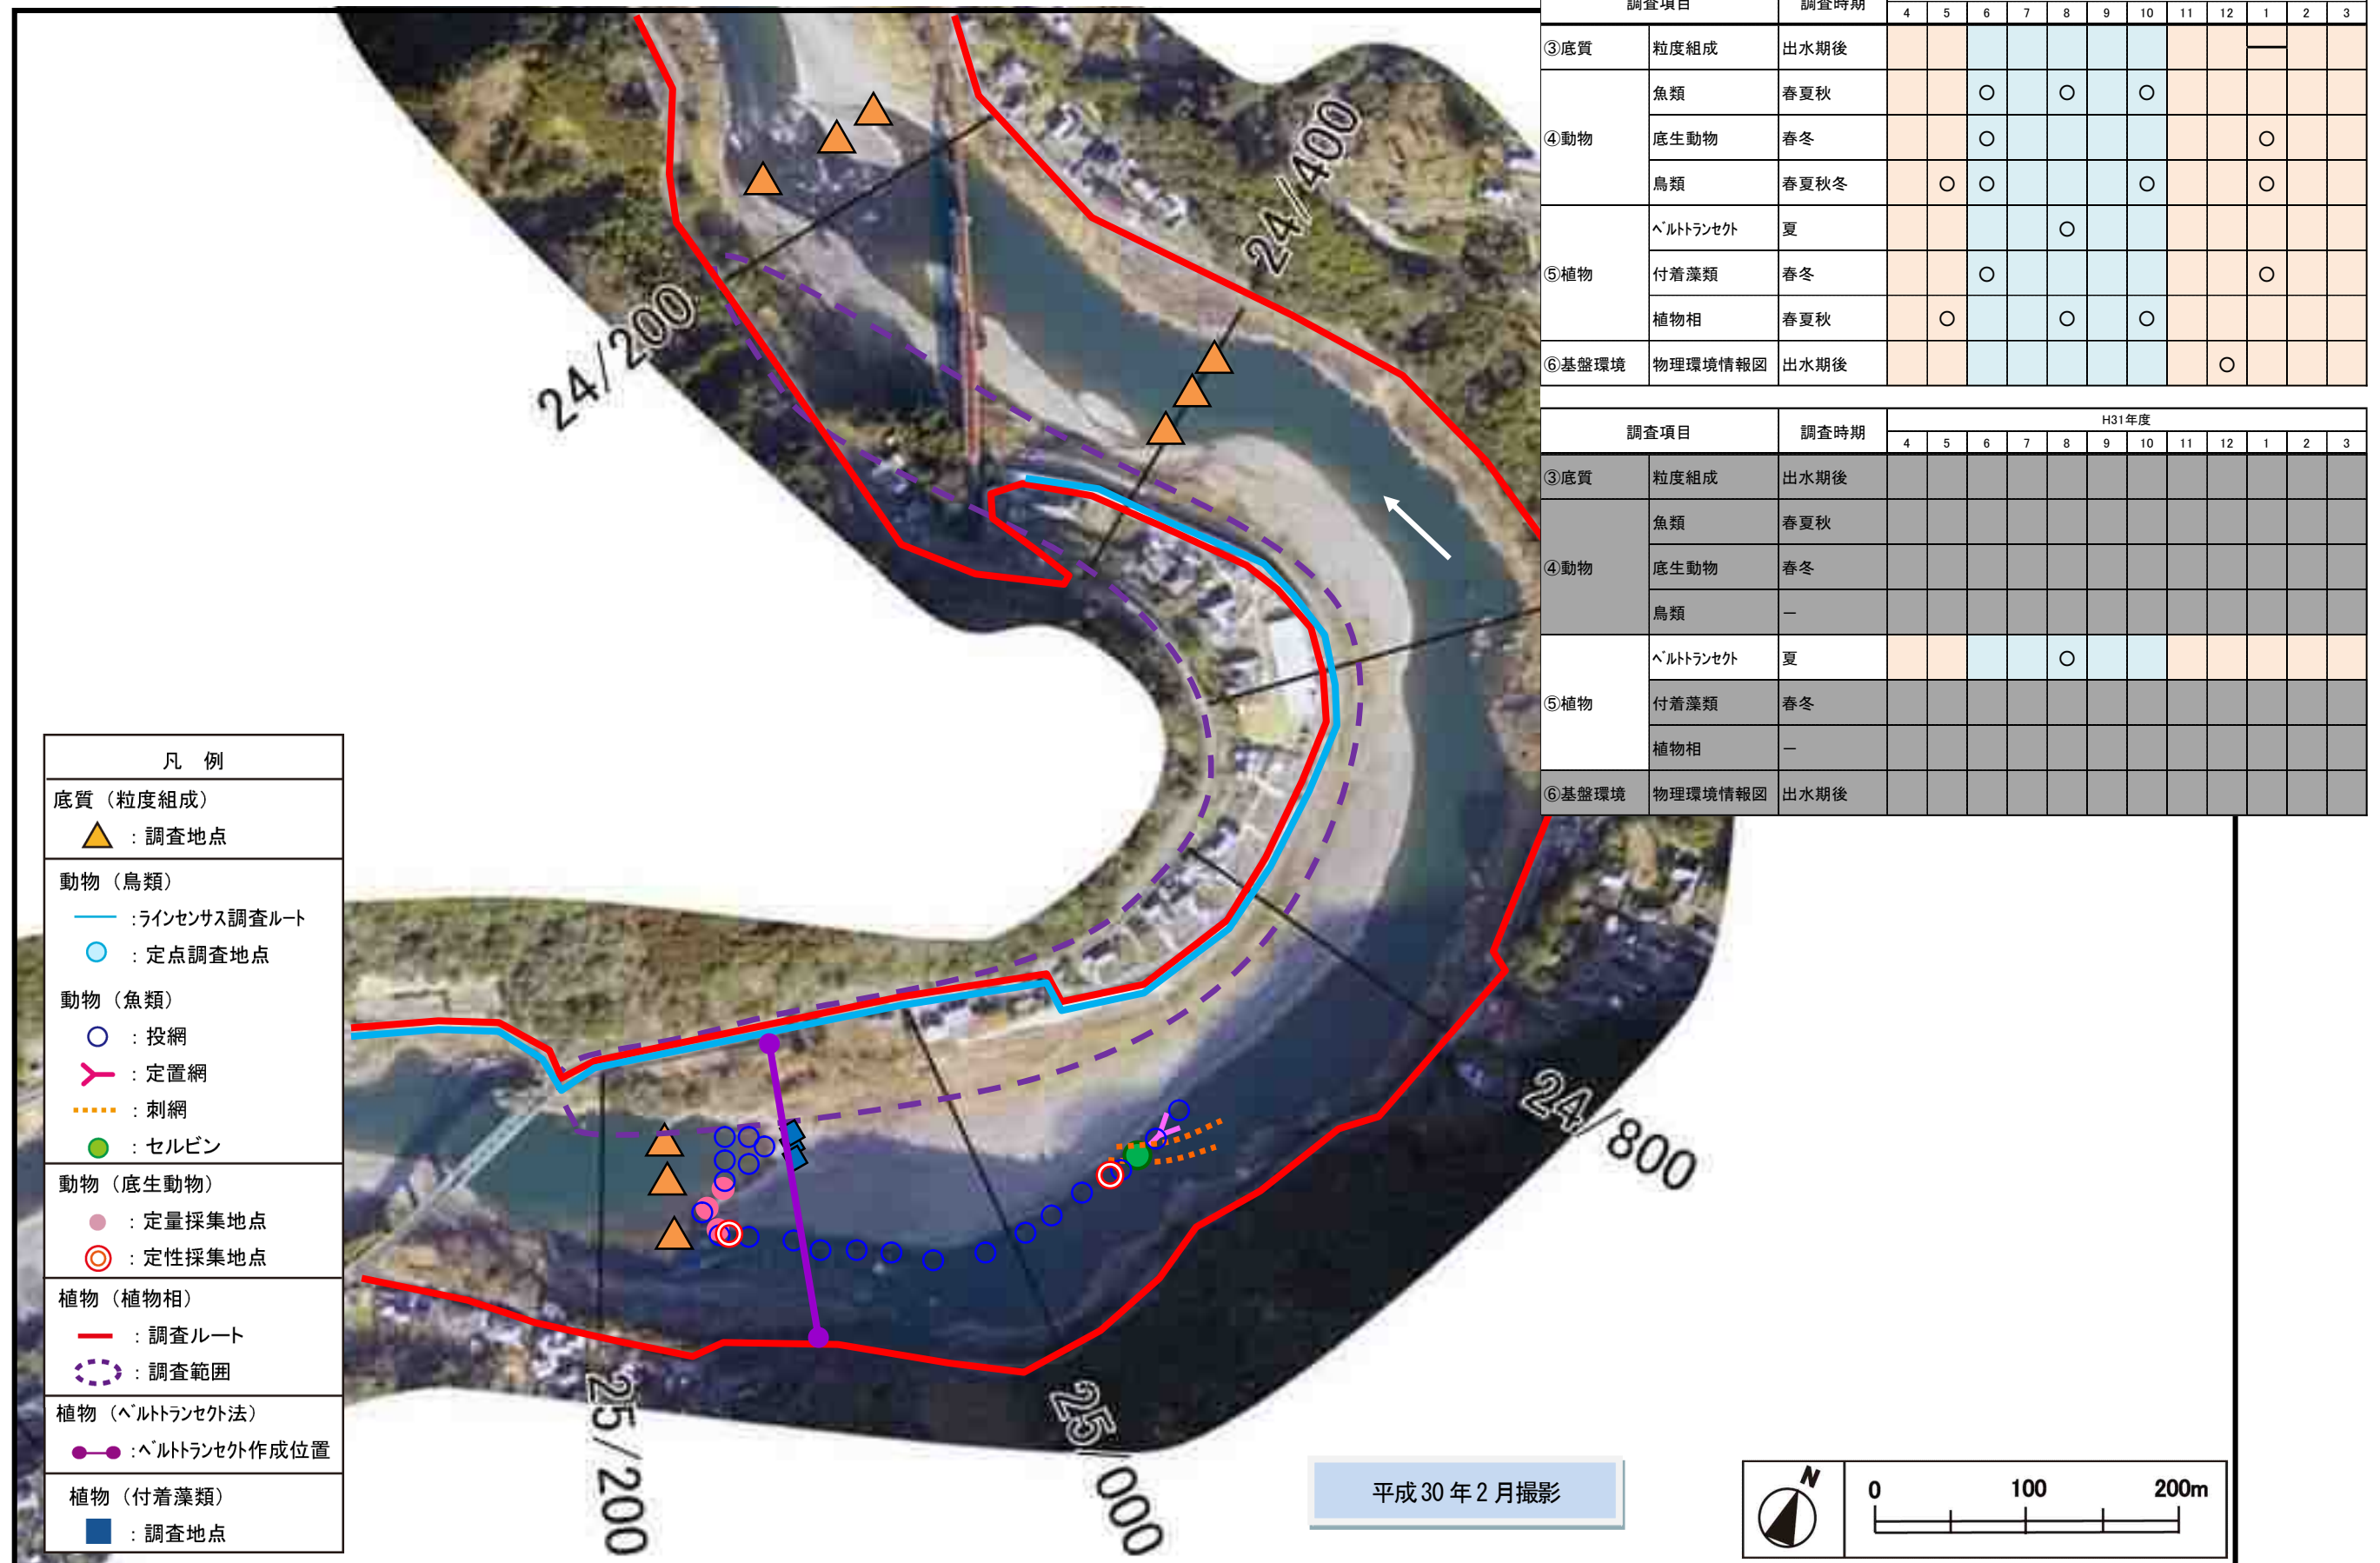 調査項目 調査時期
4 5 6 7 8 9 10 11 12 1 2 3
③底質 粒度組成 出水期後
④動物 魚類 春夏秋 ○ ○ ○
底生動物 春冬 ○ ○
鳥類 春夏秋冬 ○ ○ ○ ○
⑤植物 ベルトトランセクト 夏 ○
付着藻類 春冬 ○ ○
植物相 春夏秋 ○ ○ ○
⑥基盤環境 物理環境情報図 出水期後 ○
調査項目 調査時期 H31年度
4 5 6 7 8 9 10 11 12 1 2 3
③底質 粒度組成 出水期後
④動物 魚類 春夏秋
底生動物 春冬
鳥類 －
⑤植物 ベルトトランセクト 夏 ○
付着藻類 春冬
植物相 －
⑥基盤環境 物理環境情報図 出水期後
24/200
24/400
24/800
25/000
25/200
凡 例
底質（粒度組成）
：調査地点
動物（鳥類）
：ラインセンサス調査ルート
：定点調査地点
動物（魚類）
：投網
：定置網
：刺網
：セルビン
動物（底生動物）
：定量採集地点
：定性採集地点
植物（植物相）
：調査ルート
：調査範囲
植物（ベルトトランセクト法）
：ベルトトランセクト作成位置
植物（付着藻類）
：調査地点
平成30年2月撮影
N
0 100 200m